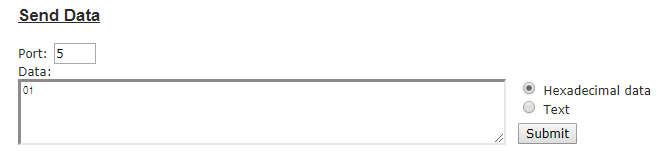 Send Data
Port: 5
Data:
01
Hexadecimal data
Text
Submit